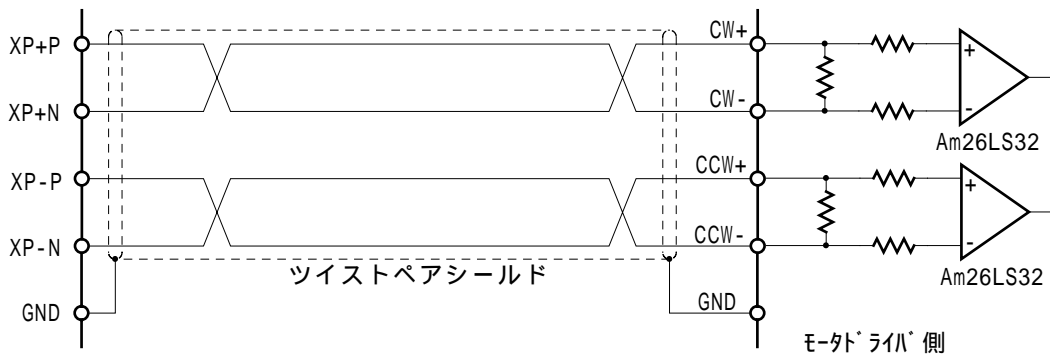 XP+P
CW+
XP+N
CW-
Am26LS32
XP-P
CCW+
XP-N
CCW-
Am26LS32
ツイストペアシールド
GND
GND
モータドライバ側
+
-
+
-